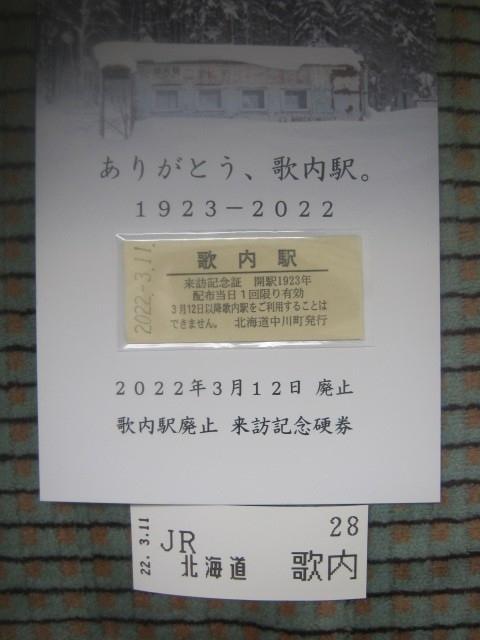 ありがとう、歌内駅。
1923－2022
2022.-3.11.
歌内駅
来訪記念証　開駅1923年
配布当日1回限り有効
3月12日以降歌内駅をご利用することは
できません。　北海道中川町発行
2022年3月12日 廃止
歌内駅廃止 来訪記念硬券
22. 3.11
JR
北海道
28
歌内